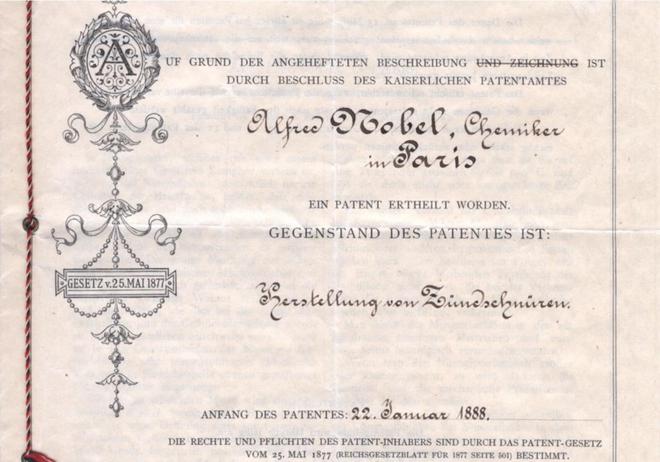 AUF GRUND DER ANGEHEFTETEN BESCHREIBUNG UND ZEICHNUNG IST
DURCH BESCHLUSS DES KAISERLICHEN PATENTAMTES
Alfred Nobel, Chemiker
in Paris
EIN PATENT ERTHEILT WORDEN.
GEGENSTAND DES PATENTES IST:
GESETZ v. 25. MAI 1877
Herstellung von Zündschnüren.
ANFANG DES PATENTES: 22. Januar 1888.
DIE RECHTE UND PFLICHTEN DES PATENT-INHABERS SIND DURCH DAS PATENT-GESETZ
VOM 25. MAI 1877 (REICHSGESETZBLATT FÜR 1877 SEITE 501) BESTIMMT.